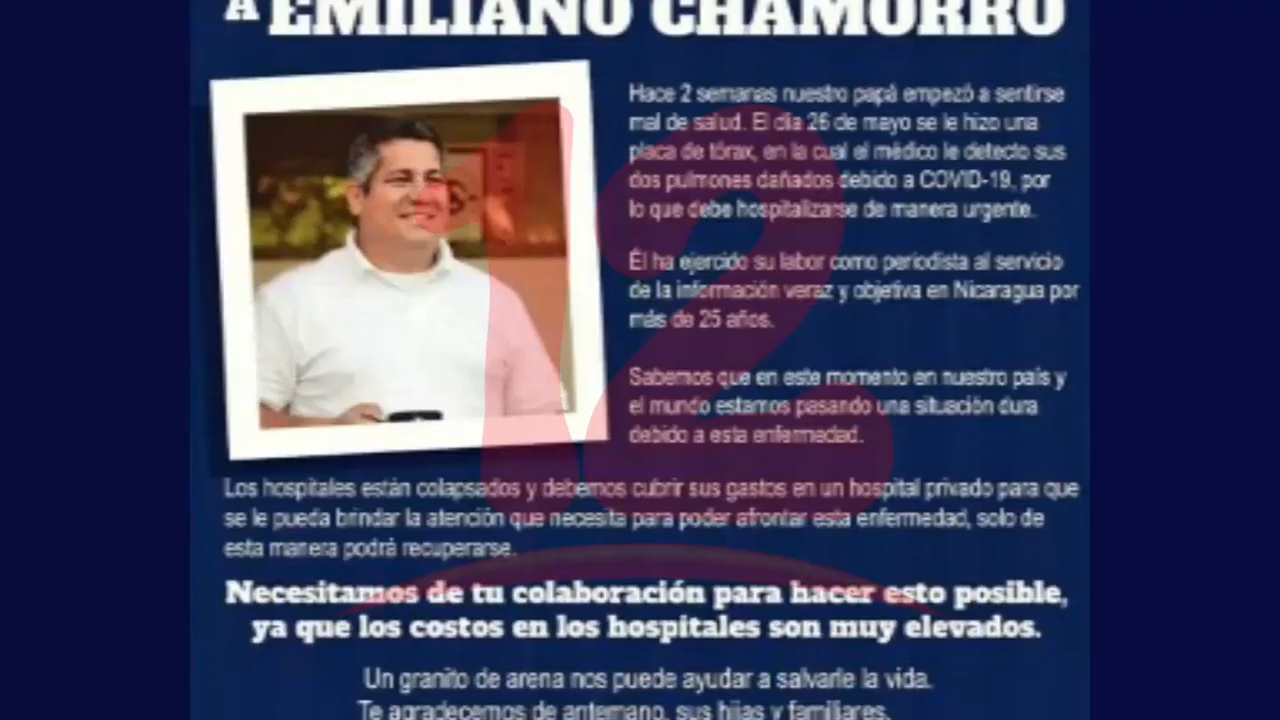 A EMILIANO CHAMORRO
Hace 2 semanas nuestro papá empezó a sentirse
mal de salud. El día 26 de mayo se le hizo una
placa de tórax, en la cual el médico le detecto sus
dos pulmones dañados debido a COVID-19, por
lo que debe hospitalizarse de manera urgente.
Él ha ejercido su labor como periodista al servicio
de la información veraz y objetiva en Nicaragua por
más de 25 años.
Sabemos que en este momento en nuestro país y
el mundo estamos pasando una situación dura
debido a esta enfermedad.
Los hospitales están colapsados y debemos cubrir sus gastos en un hospital privado para que
se le pueda brindar la atención que necesita para poder afrontar esta enfermedad, solo de
esta manera podrá recuperarse.
Necesitamos de tu colaboración para hacer esto posible,
ya que los costos en los hospitales son muy elevados.
Un granito de arena nos puede ayudar a salvarle la vida.
Te agradecemos de antemano, sus hijas y familiares.
12